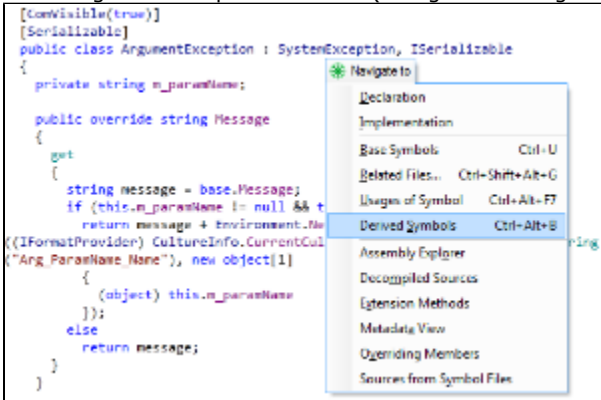 [ComVisible(true)]
[Serializable]
public class ArgumentException : SystemException, ISerializable
{
private string m_paramName;
public override string Message
{
get
{
string message = base.Message;
if (this.m_paramName != null && t
return message + Environment.Ne
((IFormatProvider) CultureInfo.CurrentCul
ring
("Arg_ParamName_Name"), new object[1]
{
(object) this.m_paramName
});
else
return message;
}
}
Navigate to
Declaration
Implementation
Base Symbols Ctrl+U
Related Files... Ctrl+Shift+Alt+G
Usages of Symbol Ctrl+Alt+F7
Derived Symbols Ctrl+Alt+B
Assembly Explorer
Decompiled Sources
Extension Methods
Metadata View
Overriding Members
Sources from Symbol Files